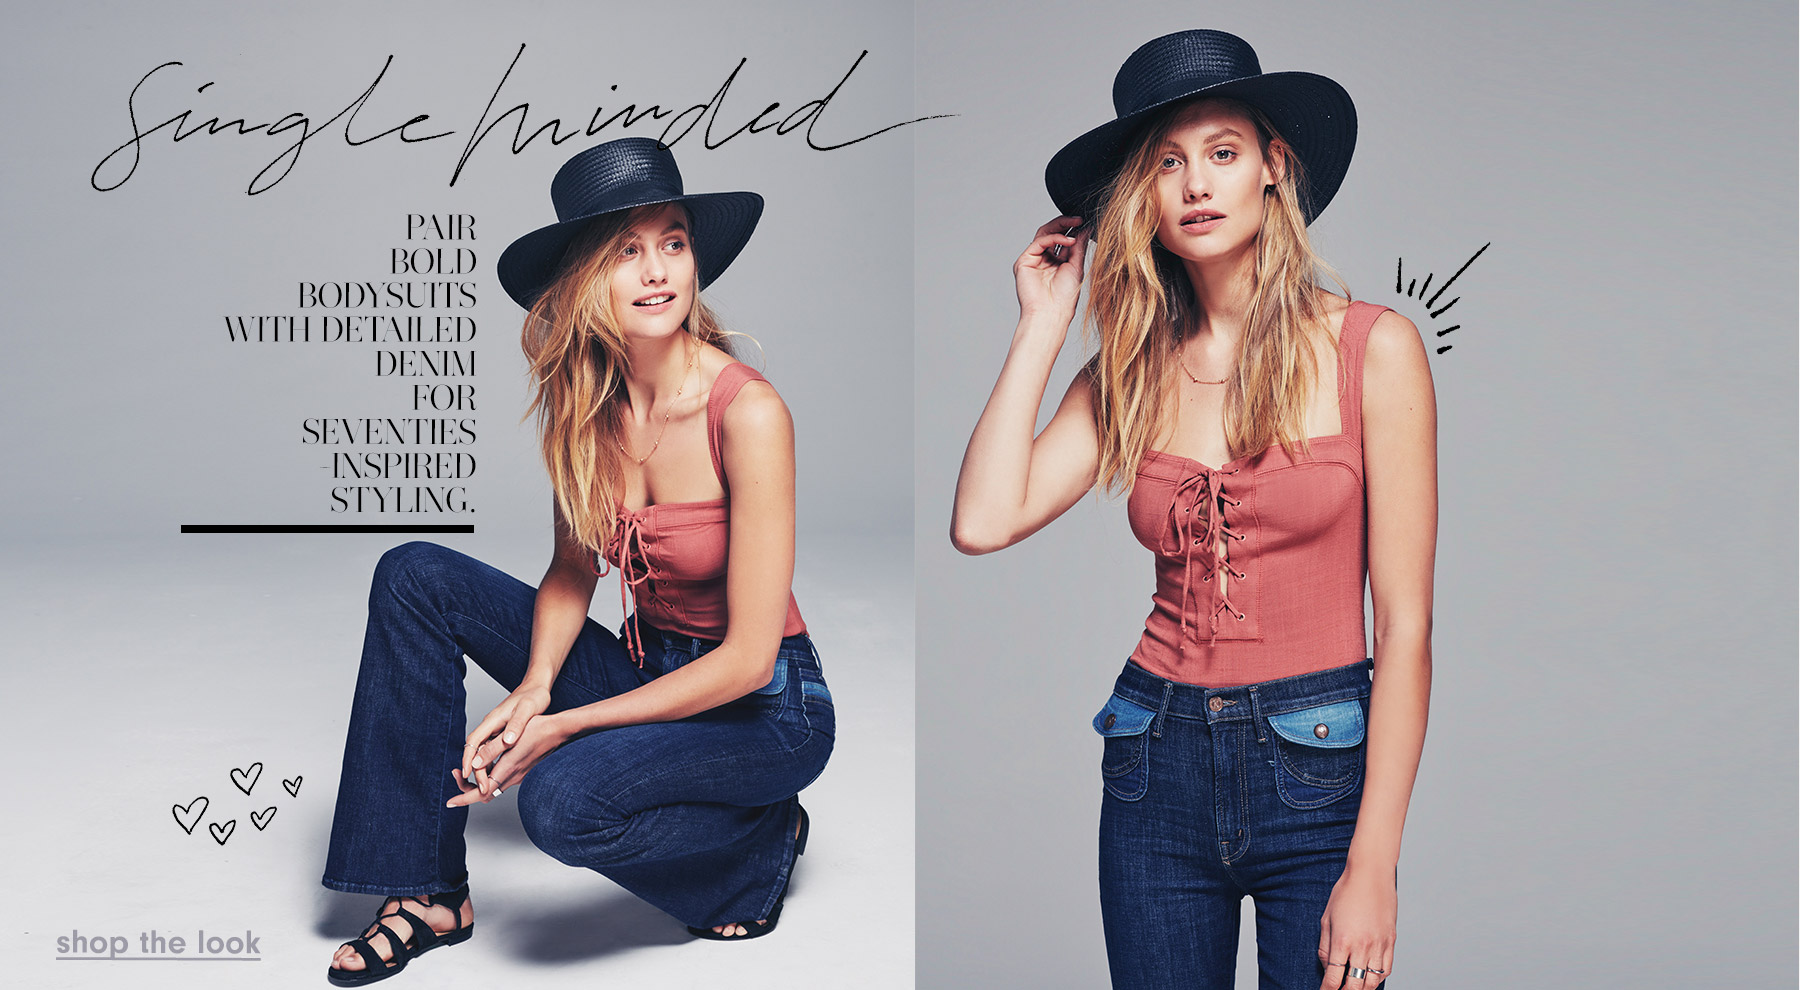 Single minded
PAIR
BOLD
BODYSUITS
WITH DETAILED
DENIM
FOR
SEVENTIES
-INSPIRED
STYLING.
shop the look